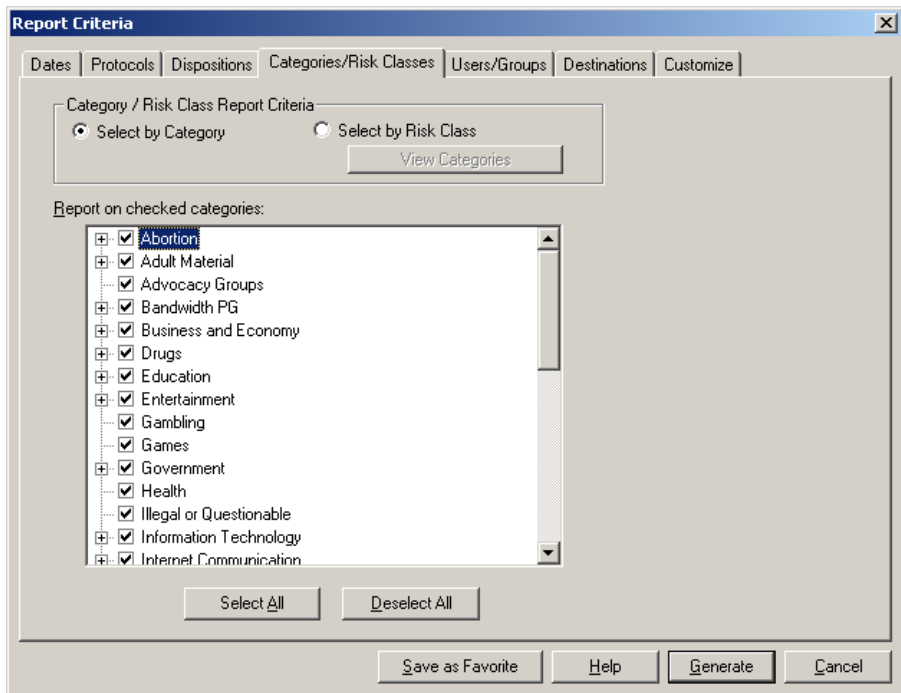 Report Criteria
Dates Protocols Dispositions Categories/Risk Classes Users/Groups Destinations Customize
Category / Risk Class Report Criteria
Select by Category Select by Risk Class
View Categories
Report on checked categories:
Abortion
Adult Material
Advocacy Groups
Bandwidth PG
Business and Economy
Drugs
Education
Entertainment
Gambling
Games
Government
Health
Illegal or Questionable
Information Technology
Internet Communication
Select All Deselect All
Save as Favorite Help Generate Cancel